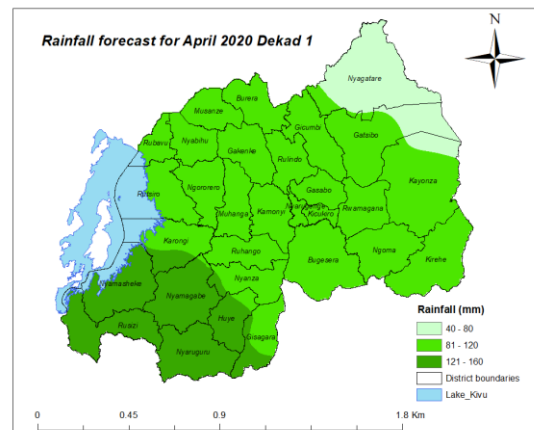 Rainfall forecast for April 2020 Dekad 1
N
Nyagatare
Burera
Musanze
Gicumbi
Gatsibo
Rubavu
Nyabihu
Gakenke
Rulindo
Kayonza
Rutsiro
Ngororero
Gasabo
Nyarugenge
Kicukiro
Rwamagana
Muhanga
Kamonyi
Karongi
Ruhango
Bugesera
Ngoma
Kirehe
Nyamasheke
Nyamagabe
Nyanza
Rusizi
Huye
Gisagara
Nyaruguru
Rainfall (mm)
40 - 80
81 - 120
121 - 160
District boundaries
Lake_Kivu
0 0.45 0.9 1.8 Km